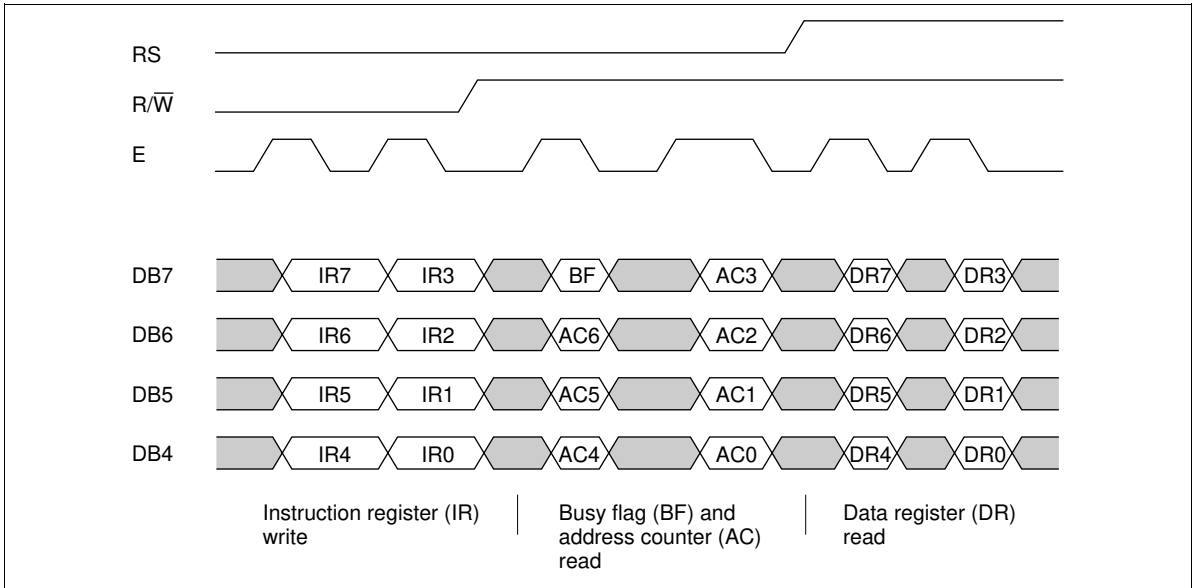 RS
R/W̅
E
DB7 IR7 IR3 BF AC3 DR7 DR3
DB6 IR6 IR2 AC6 AC2 DR6 DR2
DB5 IR5 IR1 AC5 AC1 DR5 DR1
DB4 IR4 IR0 AC4 AC0 DR4 DR0
Instruction register (IR)
write
Busy flag (BF) and
address counter (AC)
read
Data register (DR)
read